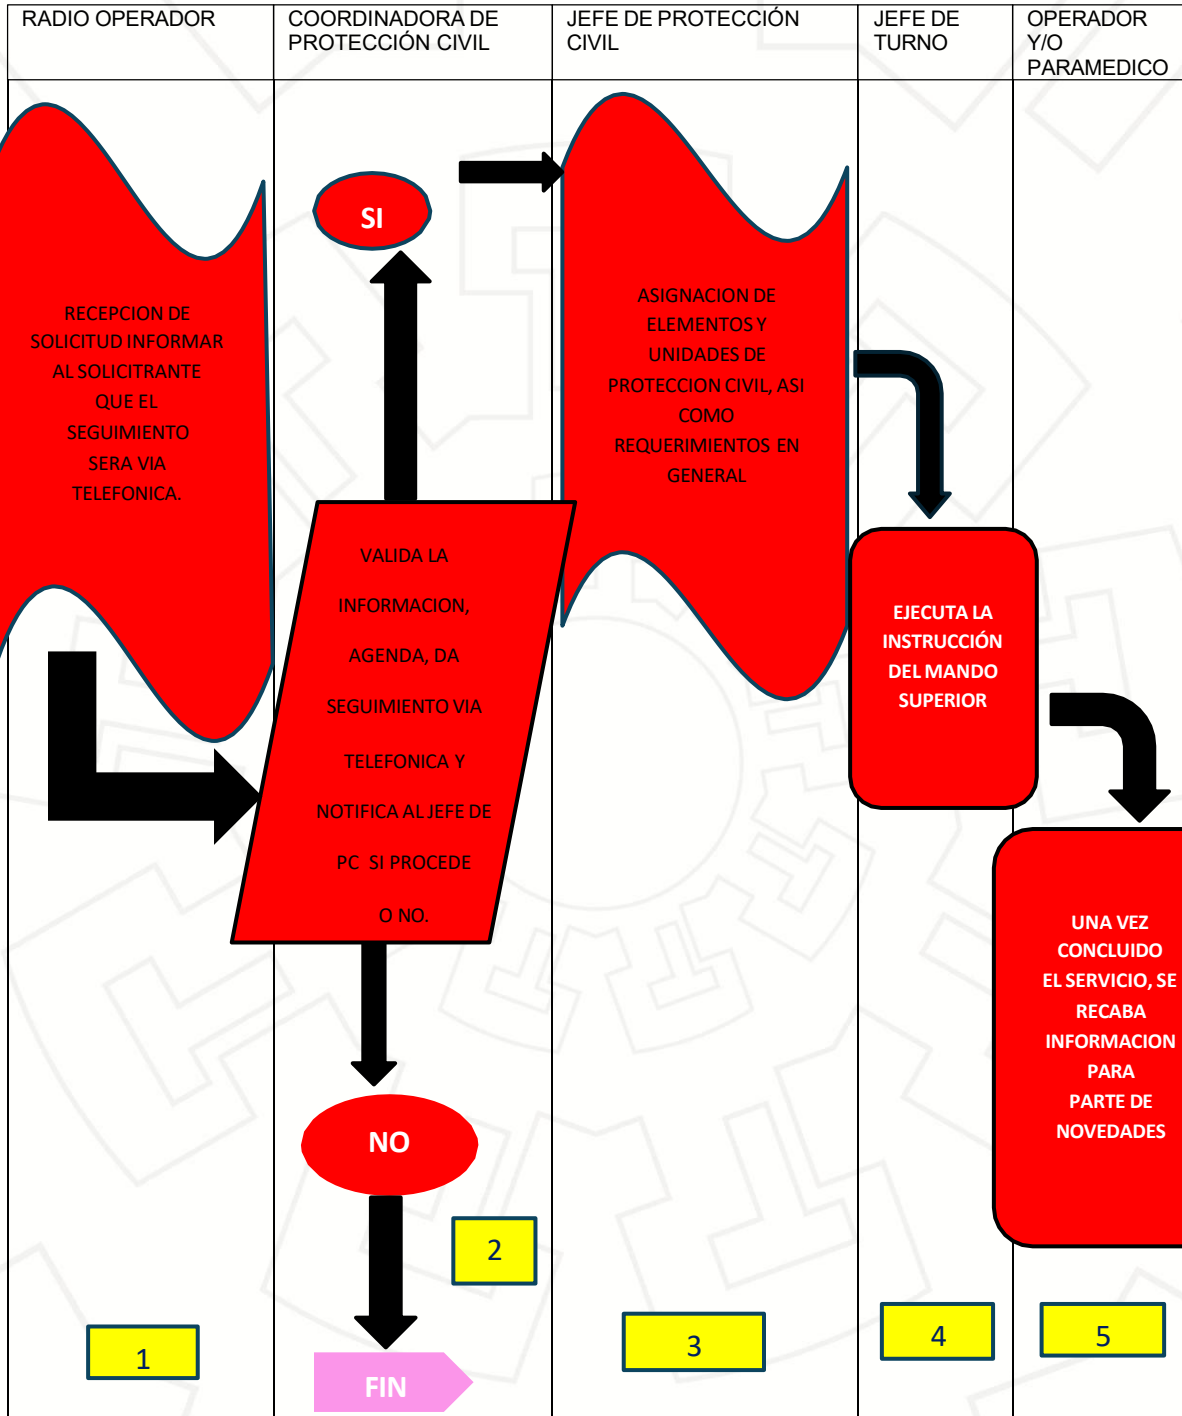 RADIO OPERADOR
COORDINADORA DE
PROTECCIÓN CIVIL
JEFE DE PROTECCIÓN
CIVIL
JEFE DE
TURNO
OPERADOR
Y/O
PARAMEDICO
RECEPCION DE
SOLICITUD INFORMAR
AL SOLICITRANTE
QUE EL
SEGUIMIENTO
SERA VIA
TELEFONICA.
SI
VALIDA LA
INFORMACION,
AGENDA, DA
SEGUIMIENTO VIA
TELEFONICA Y
NOTIFICA AL JEFE DE
PC SI PROCEDE
O NO.
NO
FIN
ASIGNACION DE
ELEMENTOS Y
UNIDADES DE
PROTECCION CIVIL, ASI
COMO
REQUERIMIENTOS EN
GENERAL
EJECUTA LA
INSTRUCCIÓN
DEL MANDO
SUPERIOR
UNA VEZ
CONCLUIDO
EL SERVICIO, SE
RECABA
INFORMACION
PARA
PARTE DE
NOVEDADES
1
2
3
4
5